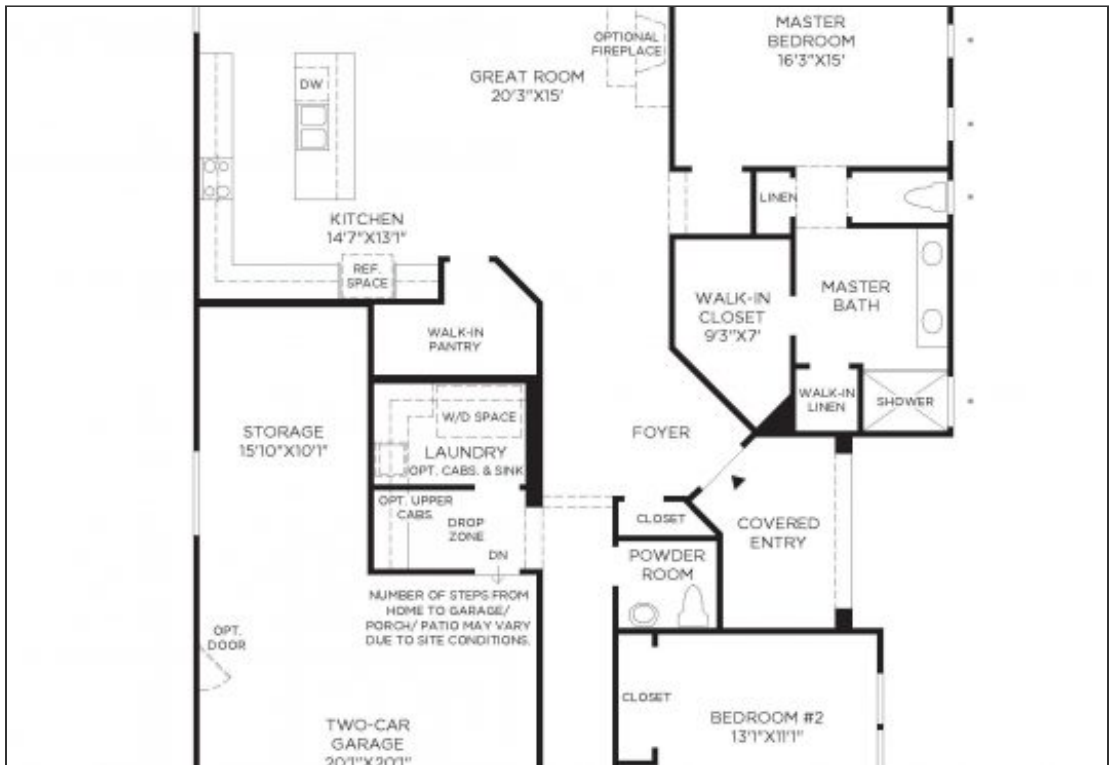 MASTER
BEDROOM
16'3"X15'
OPTIONAL
FIREPLACE
GREAT ROOM
20'3"X15'
DW
KITCHEN
14'7"X13'1"
REF.
SPACE
LINEN
WALK-IN
CLOSET
9'3"X7'
MASTER
BATH
WALK-IN
PANTRY
WALK-IN
LINEN
SHOWER
W/D SPACE
LAUNDRY
OPT. CABS. & SINK
STORAGE
15'10"X10'1"
FOYER
OPT. UPPER
CABS.
DROP
ZONE
DN
CLOSET
COVERED
ENTRY
POWDER
ROOM
NUMBER OF STEPS FROM
HOME TO GARAGE/
PORCH/ PATIO MAY VARY
DUE TO SITE CONDITIONS.
OPT.
DOOR
CLOSET
BEDROOM #2
13'1"X11'1"
TWO-CAR
GARAGE
20'1"X20'1"